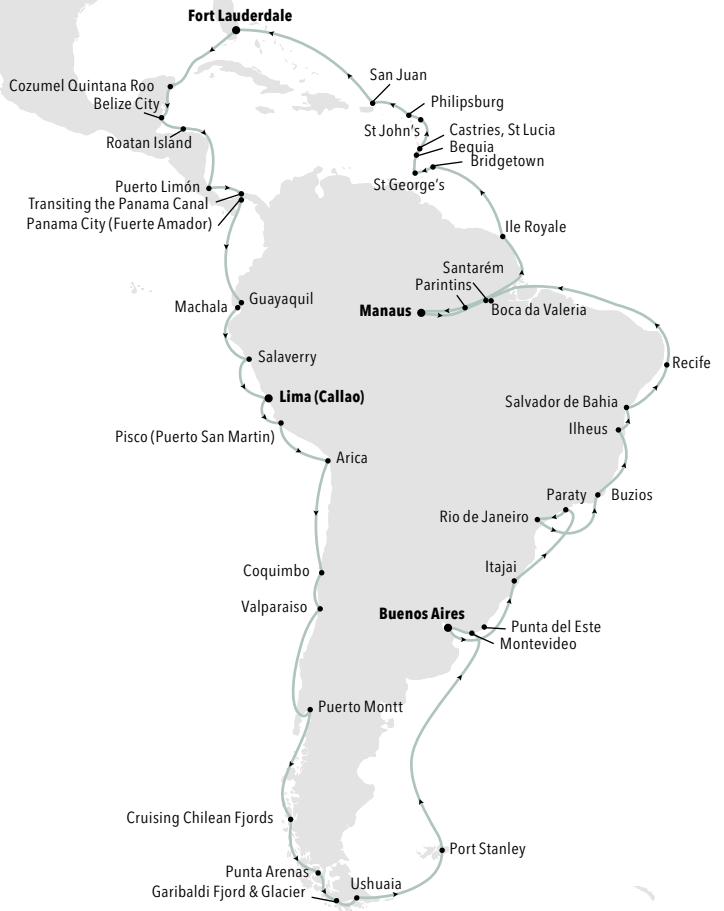 Fort Lauderdale
San Juan
Cozumel Quintana Roo
Belize City
Philipsburg
St John's
Castries, St Lucia
Roatan Island
Bequia
Bridgetown
St George's
Puerto Limón
Transiting the Panama Canal
Panama City (Fuerte Amador)
Ile Royale
Santarém
Parintins
Guayaquil
Machala
Manaus
Boca da Valeria
Salaverry
Recife
Lima (Callao)
Salvador de Bahia
Ilheus
Pisco (Puerto San Martin)
Arica
Paraty
Buzios
Rio de Janeiro
Itajai
Coquimbo
Valparaiso
Buenos Aires
Punta del Este
Montevideo
Puerto Montt
Cruising Chilean Fjords
Port Stanley
Punta Arenas
Ushuaia
Garibaldi Fjord & Glacier